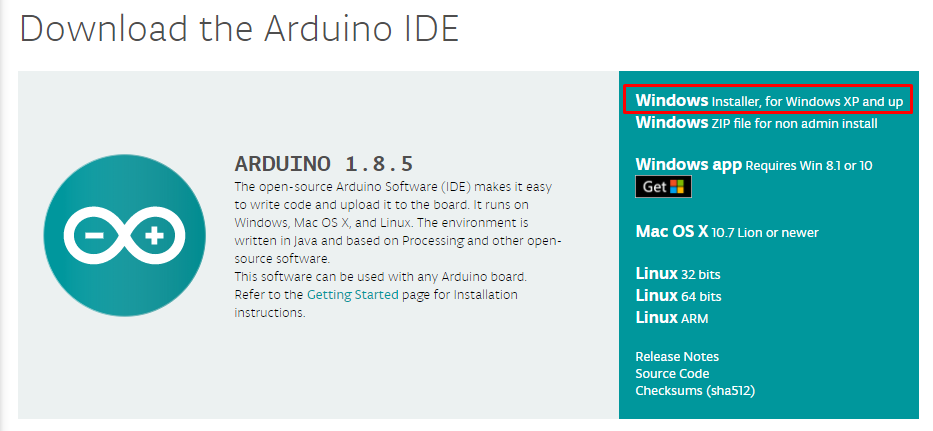 Download the Arduino IDE
ARDUINO 1.8.5
The open-source Arduino Software (IDE) makes it easy
to write code and upload it to the board. It runs on
Windows, Mac OS X, and Linux. The environment is
written in Java and based on Processing and other open-
source software.
This software can be used with any Arduino board.
Refer to the Getting Started page for Installation
instructions.
Windows Installer, for Windows XP and up
Windows ZIP file for non admin install
Windows app Requires Win 8.1 or 10
Get
Mac OS X 10.7 Lion or newer
Linux 32 bits
Linux 64 bits
Linux ARM
Release Notes
Source Code
Checksums (sha512)